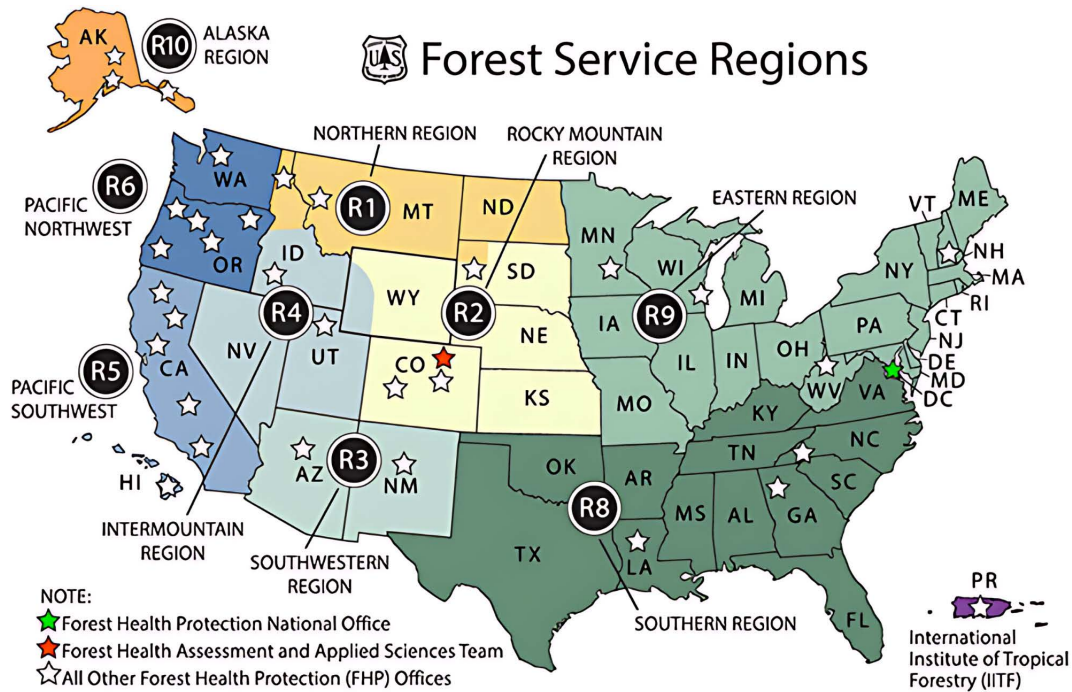 AK
R10
ALASKA
REGION
UAS
Forest Service Regions
NORTHERN REGION
ROCKY MOUNTAIN
REGION
R6
PACIFIC
NORTHWEST
WA
OR
R1
MT
ND
EASTERN REGION
VT
ME
NH
MA
RI
CT
NJ
DE
MD
DC
MN
WI
MI
NY
PA
ID
SD
WY
R2
R9
IA
NE
R4
NV
UT
CO
IL
IN
OH
WV
VA
R5
PACIFIC
SOUTHWEST
CA
KS
MO
KY
HI
AZ
R3
NM
OK
AR
TN
NC
SC
R8
MS
AL
GA
TX
LA
FL
INTERMOUNTAIN
REGION
SOUTHWESTERN
REGION
SOUTHERN REGION
PR
International
Institute of Tropical
Forestry (IITF)
NOTE:
Forest Health Protection National Office
Forest Health Assessment and Applied Sciences Team
All Other Forest Health Protection (FHP) Offices